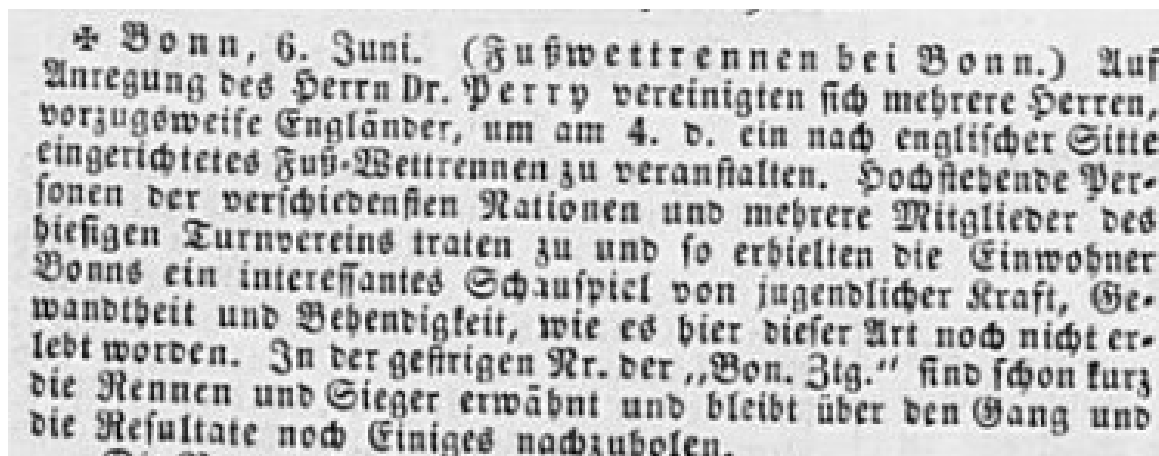 ✠ Bonn, 6. Juni. (Fußwettrennen bei Bonn.) Auf
Anregung des Herrn Dr. Perry vereinigten sich mehrere Herren,
vorzugsweise Engländer, um am 4. d. ein nach englischer Sitte
eingerichtetes Fuß-Wettrennen zu veranstalten. Hochstehende Per-
sonen der verschiedensten Nationen und mehrere Mitglieder des
hiesigen Turnvereins traten zu und so erhielten die Einwohner
Bonns ein interessantes Schauspiel von jugendlicher Kraft, Ge-
wandtheit und Behendigkeit, wie es hier dieser Art noch nicht er-
lebt worden. In der gestrigen Nr. der „Bon. Ztg.“ sind schon kurz
die Rennen und Sieger erwähnt und bleibt über den Gang und
die Resultate noch Einiges nachzuholen.